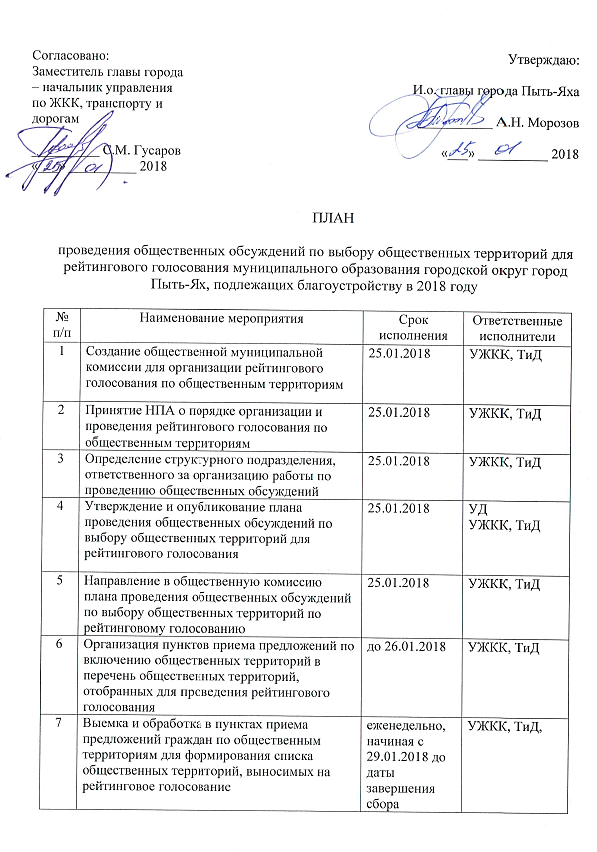 Согласовано:
Заместитель главы города
– начальник управления
по ЖКК, транспорту и
дорогам
С.М. Гусаров
«25» 01 2018
Утверждаю:
И.о. главы города Пыть-Яха
А.Н. Морозов
«25» 01 2018
ПЛАН
проведения общественных обсуждений по выбору общественных территорий для
рейтингового голосования муниципального образования городской округ город
Пыть-Ях, подлежащих благоустройству в 2018 году
№ Наименование мероприятия Срок Ответственные
п/п исполнения исполнители
1 Создание общественной муниципальной 25.01.2018 УЖКК, ТиД
комиссии для организации рейтингового
голосования по общественным территориям
2 Принятие НПА о порядке организации и 25.01.2018 УЖКК, ТиД
проведения рейтингового голосования по
общественным территориям
3 Определение структурного подразделения, 25.01.2018 УЖКК, ТиД
ответственного за организацию работы по
проведению общественных обсуждений
4 Утверждение и опубликование плана 25.01.2018 УД
проведения общественных обсуждений по УЖКК, ТиД
выбору общественных территорий для
рейтингового голосования
5 Направление в общественную комиссию 25.01.2018 УЖКК, ТиД
плана проведения общественных обсуждений
по выбору общественных территорий по
рейтинговому голосованию
6 Организация пунктов приема предложений по до 26.01.2018 УЖКК, ТиД
включению общественных территорий в
перечень общественных территорий,
отобранных для проведения рейтингового
голосования
7 Выемка и обработка в пунктах приема еженедельно, УЖКК, ТиД,
предложений граждан по общественным начиная с
территориям для формирования списка 29.01.2018 до
общественных территорий, выносимых на даты
рейтинговое голосование завершения
сбора